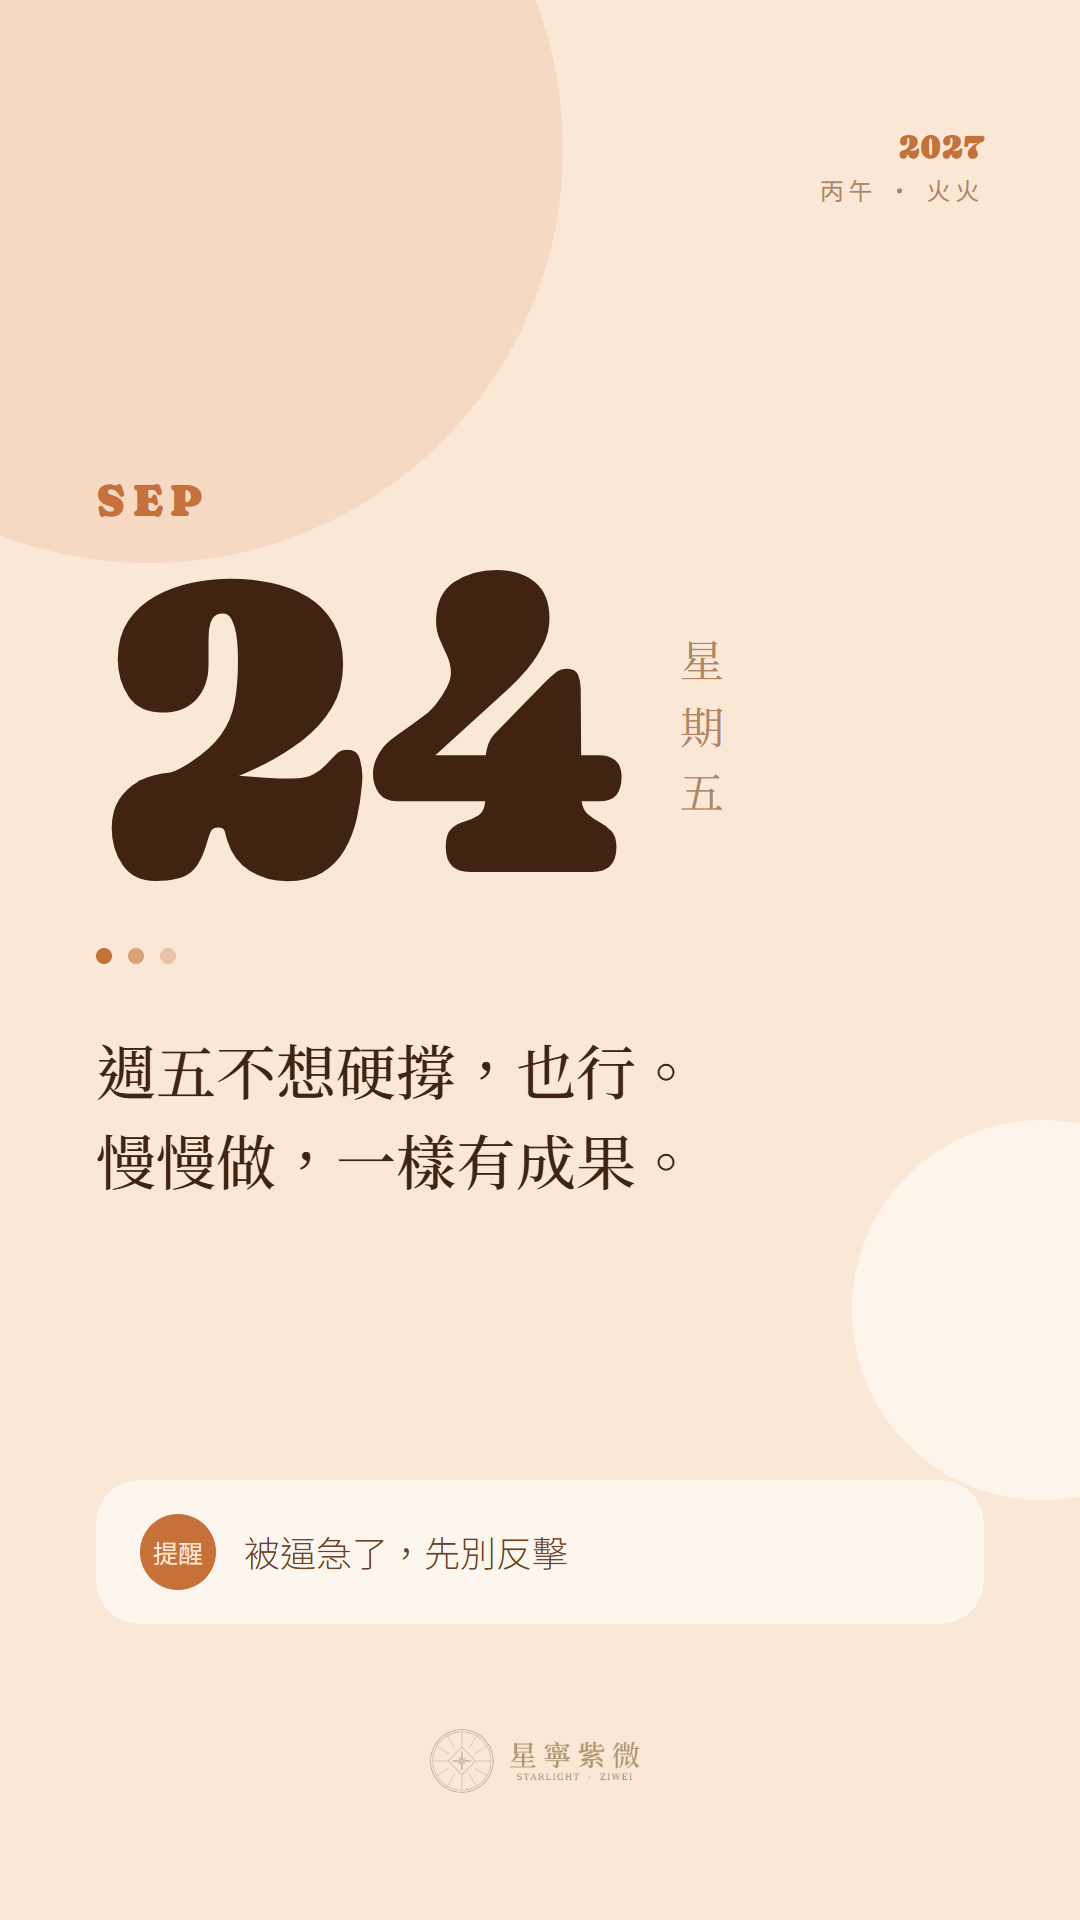 2027
丙午 · 火火
SEP
24
星期五
週五不想硬撐，也行。
慢慢做，一樣有成果。
提醒
被逼急了，先別反擊
星寧紫微
STARLIGHT · ZIWEI